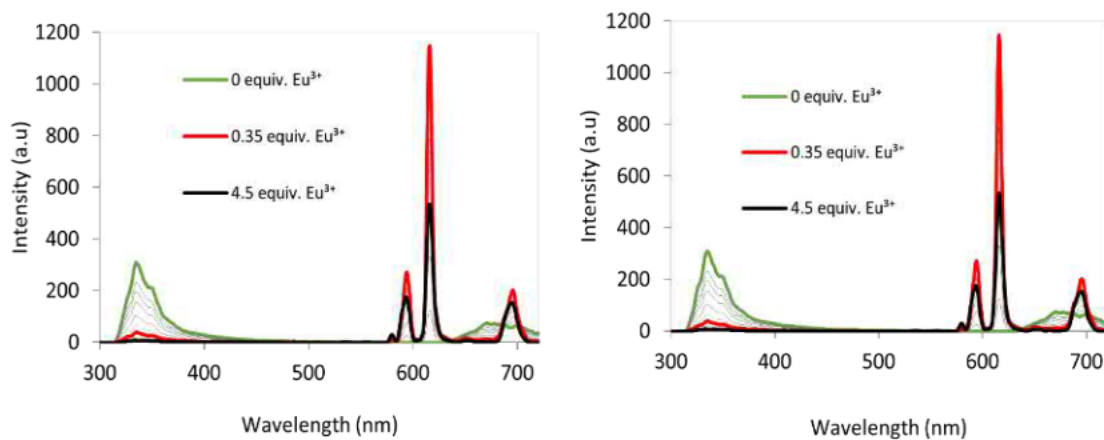 1200
1000
800
600
400
200
0
Intensity (a.u)
0 equiv. Eu³⁺
0.35 equiv. Eu³⁺
4.5 equiv. Eu³⁺
300 400 500 600 700
Wavelength (nm)
1200
1000
800
600
400
200
0
Intensity (a.u)
0 equiv. Eu³⁺
0.35 equiv. Eu³⁺
4.5 equiv. Eu³⁺
300 400 500 600 700
Wavelength (nm)